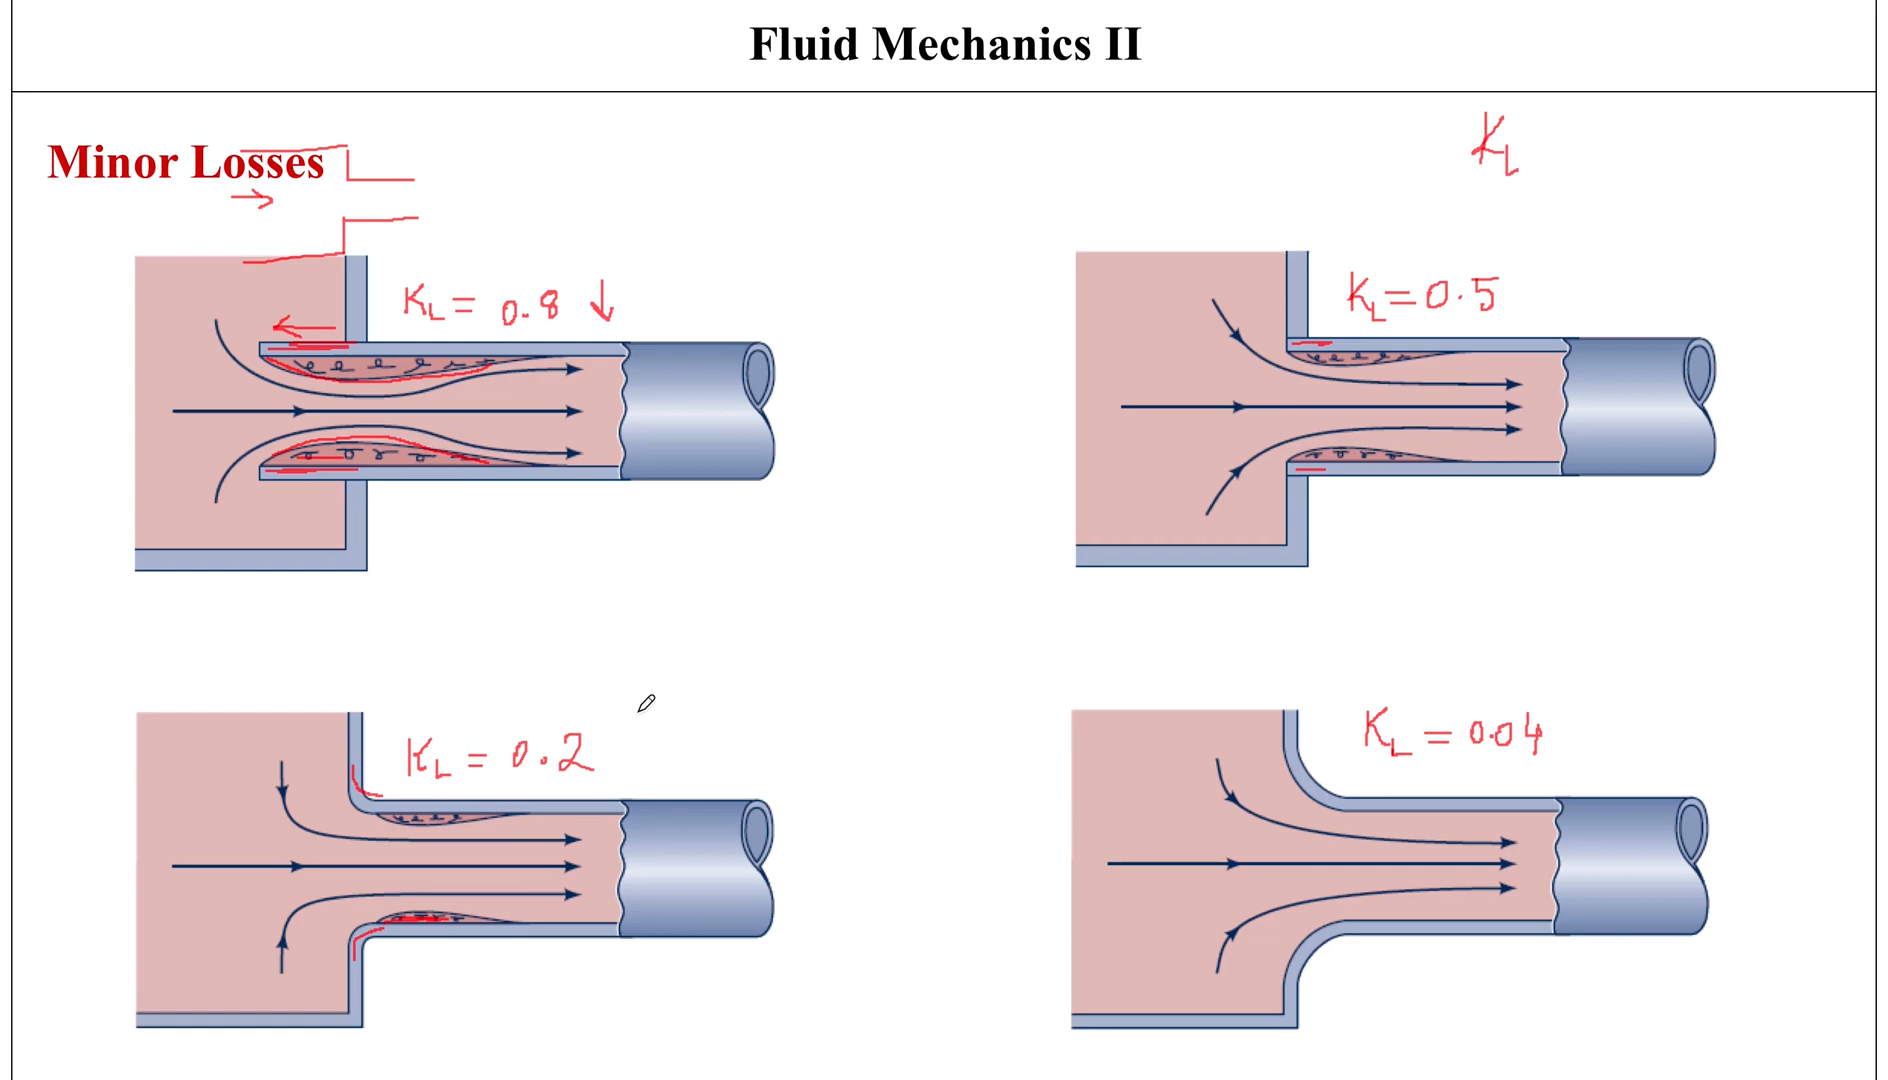 Fluid Mechanics II
Minor Losses
K_L
K_L = 0.8 ↓
K_L = 0.5
K_L = 0.2
K_L = 0.04